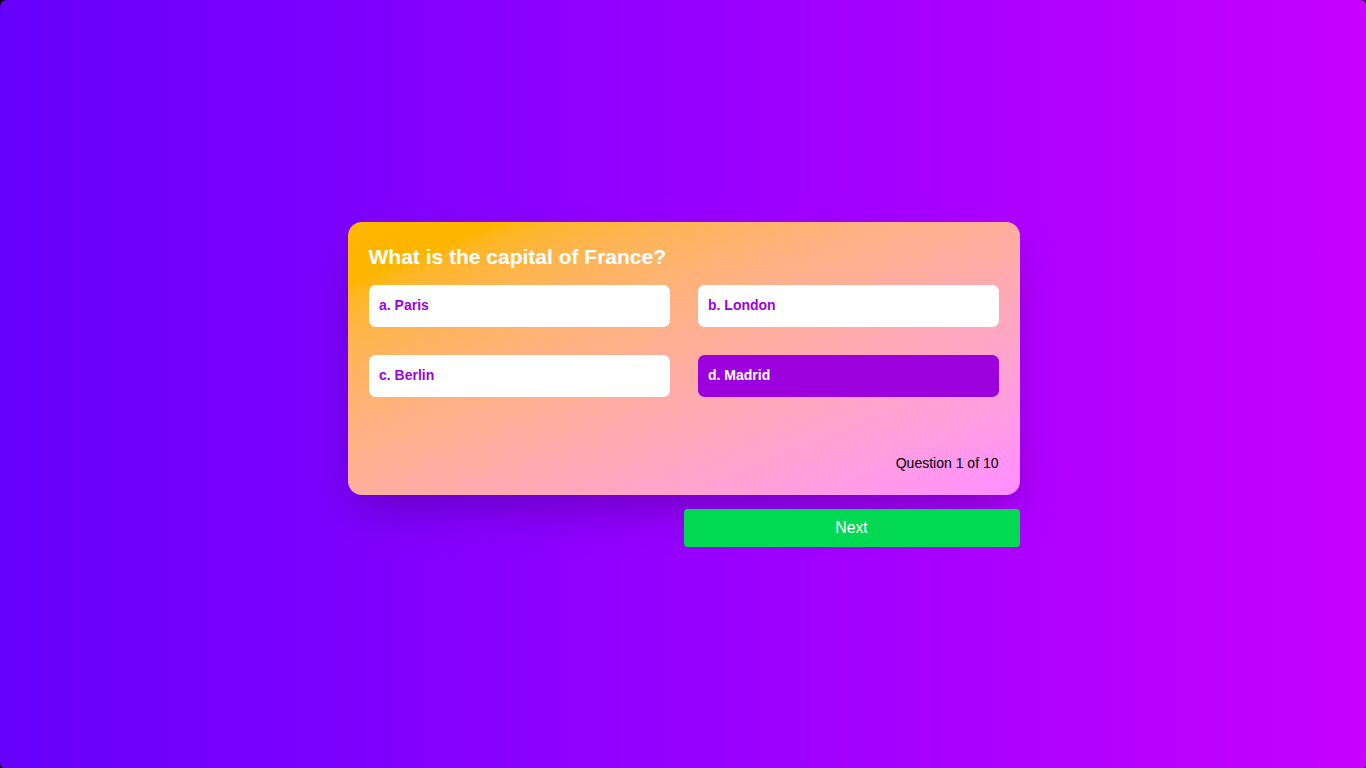 What is the capital of France?
a. Paris
b. London
c. Berlin
d. Madrid
Question 1 of 10
Next